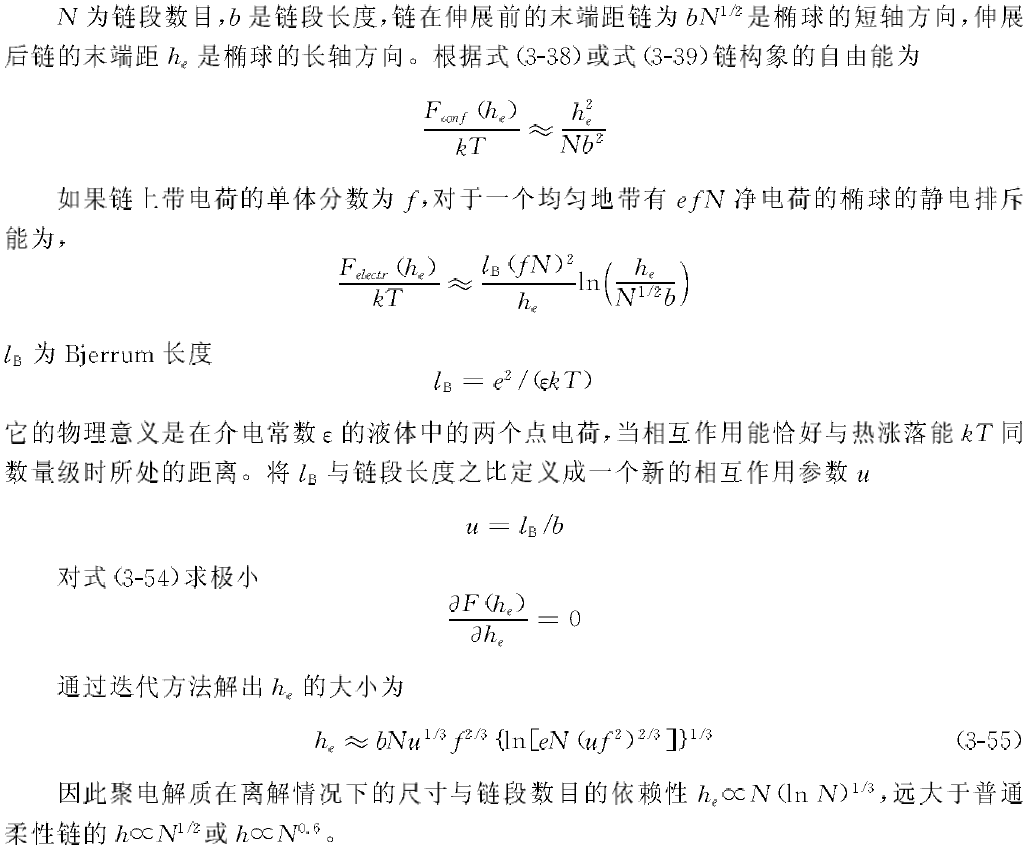 N 为链段数目,b 是链段长度,链在伸展前的末端距链为 bN^{1/2} 是椭球的短轴方向,伸展
后链的末端距 h_e 是椭球的长轴方向。根据式(3-38)或式(3-39)链构象的自由能为
\frac{F_{conf}(h_e)}{kT} ≈ \frac{h_e^2}{Nb^2}
如果链上带电荷的单体分数为 f,对于一个均匀地带有 efN 净电荷的椭球的静电排斥
能为,
\frac{F_{electr}(h_e)}{kT} ≈ \frac{l_B(fN)^2}{h_e} ln(\frac{h_e}{N^{1/2}b})
l_B 为 Bjerrum 长度
l_B = e^2/(εkT)
它的物理意义是在介电常数 ε 的液体中的两个点电荷,当相互作用能恰好与热涨落能 kT 同
数量级时所处的距离。将 l_B 与链段长度之比定义成一个新的相互作用参数 u
u = l_B/b
对式(3-54)求极小
\frac{∂F(h_e)}{∂h_e} = 0
通过迭代方法解出 h_e 的大小为
h_e ≈ bNu^{1/3}f^{2/3}{ln[eN(uf^2)^{2/3}]}^{1/3} (3-55)
因此聚电解质在离解情况下的尺寸与链段数目的依赖性 h_e∝N(ln N)^{1/3},远大于普通
柔性链的 h∝N^{1/2} 或 h∝N^{0.6}。